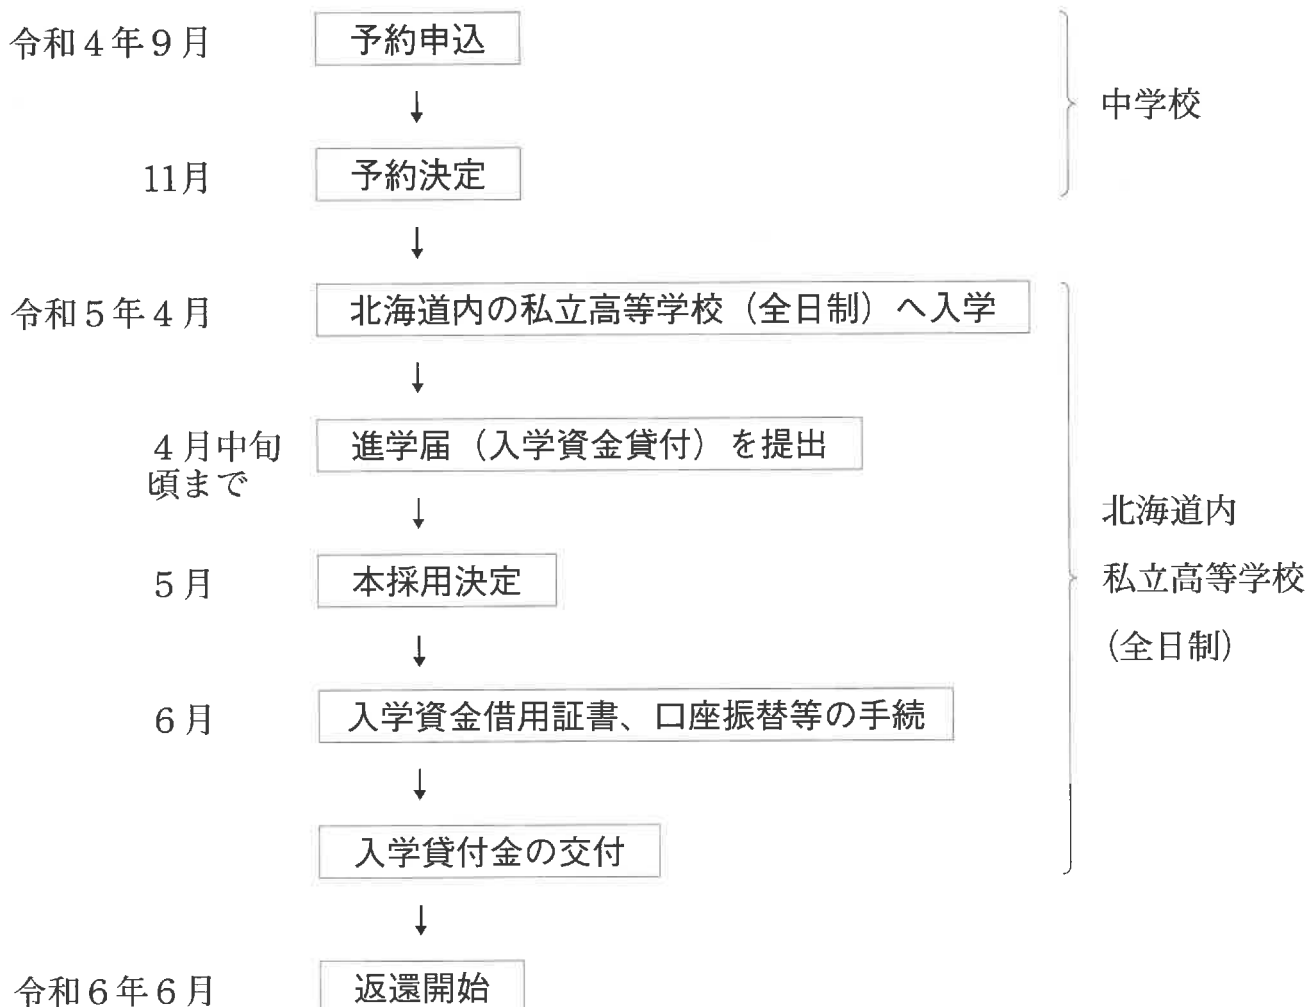 令和４年９月 予約申込
↓
中学校
11月 予約決定
↓
令和５年４月 北海道内の私立高等学校（全日制）へ入学
↓
４月中旬 進学届（入学資金貸付）を提出
頃まで
↓
北海道内
５月 本採用決定
私立高等学校
↓
（全日制）
６月 入学資金借用証書、口座振替等の手続
↓
入学貸付金の交付
↓
令和６年６月 返還開始